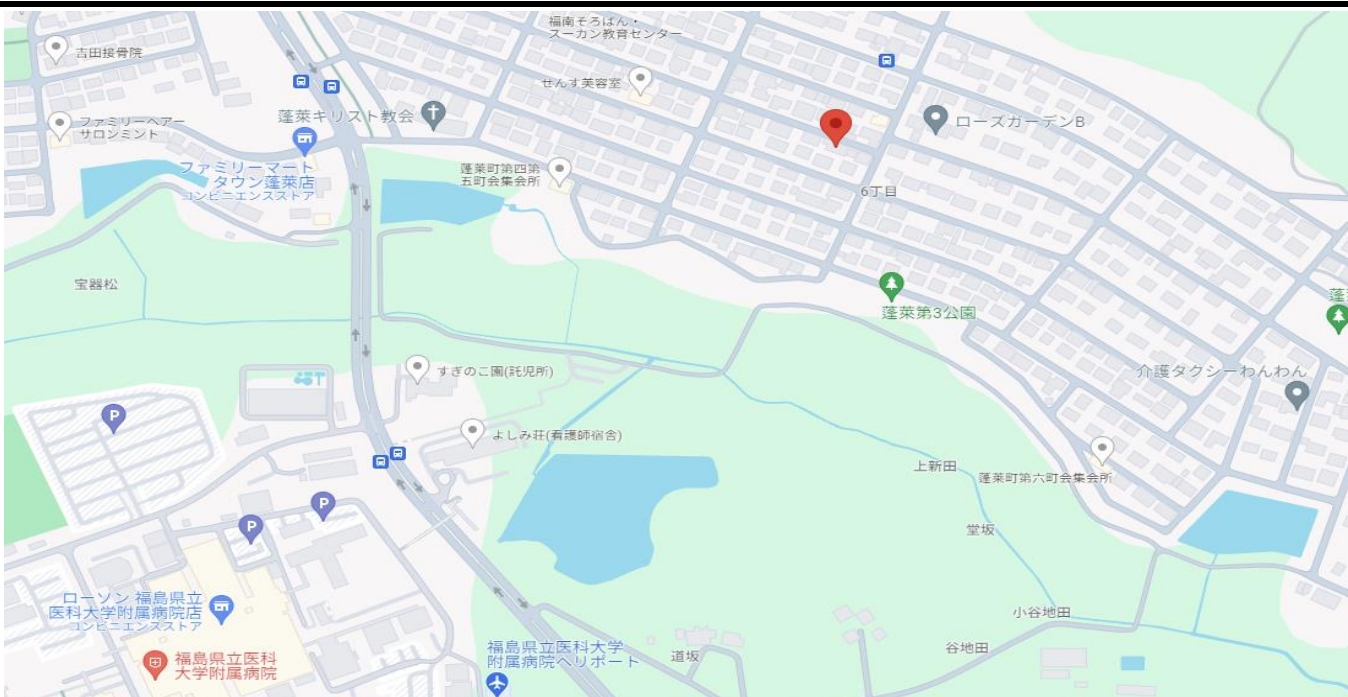 福南そろばん・
スーカン教育センター
吉田接骨院
せんす美容室
ファミリーヘアー
サロンミント
蓬萊キリスト教会
ローズガーデンB
ファミリーマート
タウン蓬萊店
コンビニエンスストア
蓬萊町第四第
五町会集会所
6丁目
宝器松
蓬萊第3公園
蓬
すぎのこ園(託児所)
介護タクシーわんわん
P
よしみ荘(看護師宿舎)
上新田
蓬萊町第六町会集会所
P
P
堂坂
ローソン 福島県立
医科大学附属病院店
コンビニエンスストア
小谷地田
福島県立医科
大学附属病院
福島県立医科大学
附属病院ヘリポート
道坂
谷地田